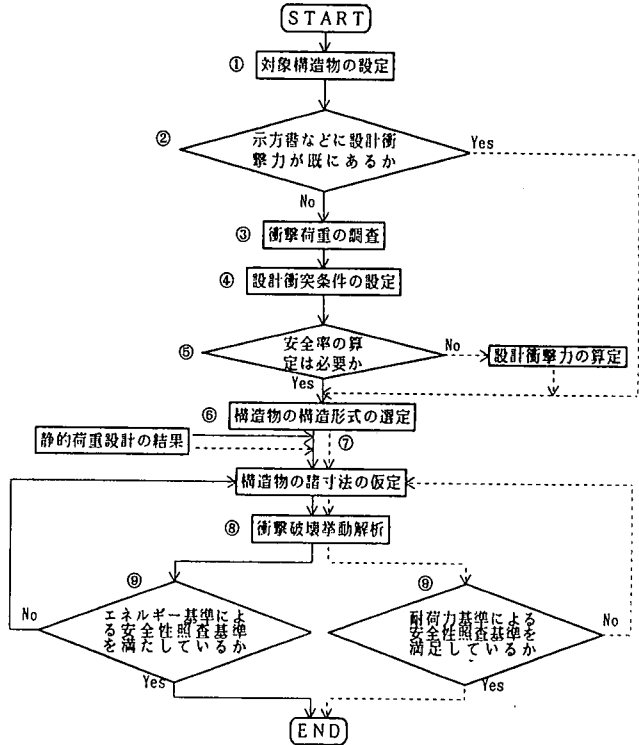 START
① 対象構造物の設定
② 示方書などに設計衝
撃力が既にあるか
Yes
No
③ 衝撃荷重の調査
④ 設計衝突条件の設定
⑤ 安全率の算
定は必要か
No
設計衝撃力の算定
Yes
⑥ 構造物の構造形式の選定
静的荷重設計の結果
⑦
構造物の諸寸法の仮定
⑧ 衝撃破壊挙動解析
⑨
エネルギー基準によ
る安全性照査基準
を満たしているか
No
Yes
⑨
耐荷力基準による
安全性照査基準を
満足しているか
No
Yes
END